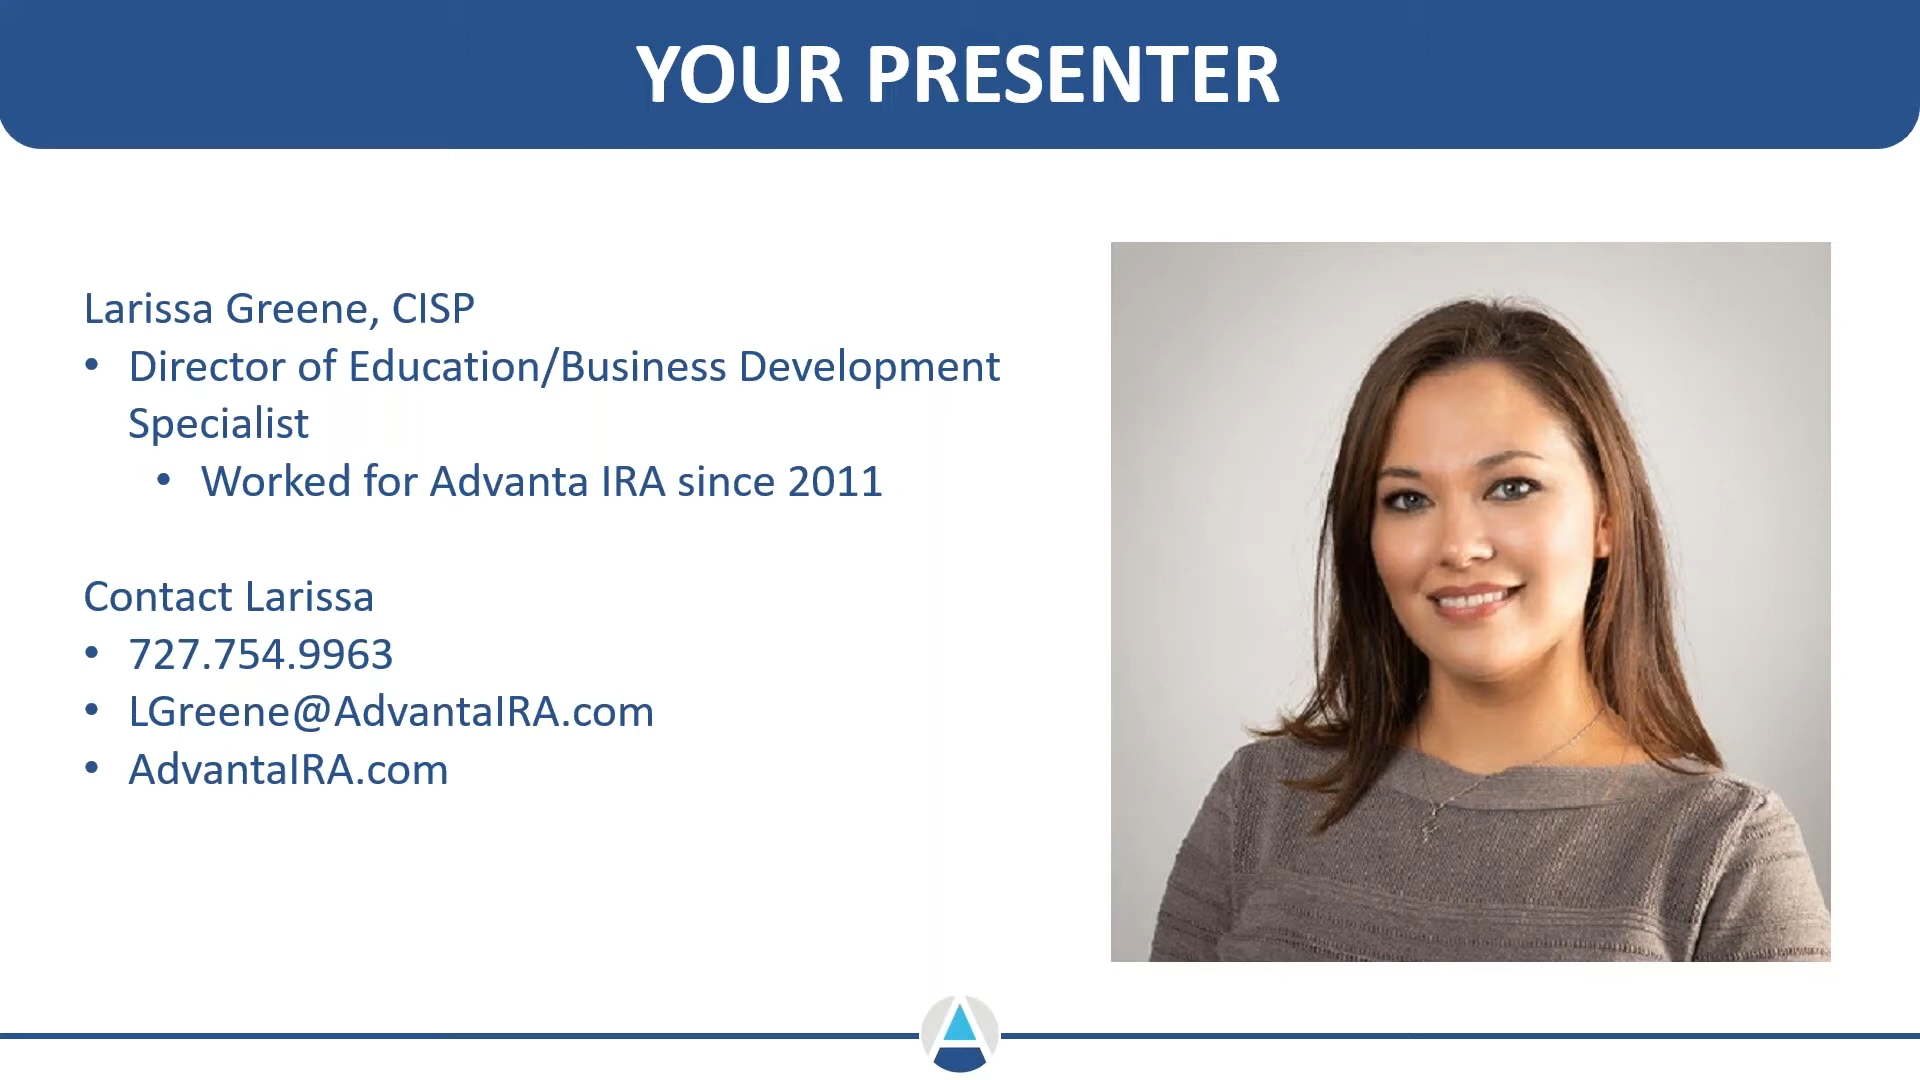 YOUR PRESENTER
Larissa Greene, CISP
• Director of Education/Business Development
Specialist
• Worked for Advanta IRA since 2011
Contact Larissa
• 727.754.9963
• LGreene@AdvantaIRA.com
• AdvantaIRA.com